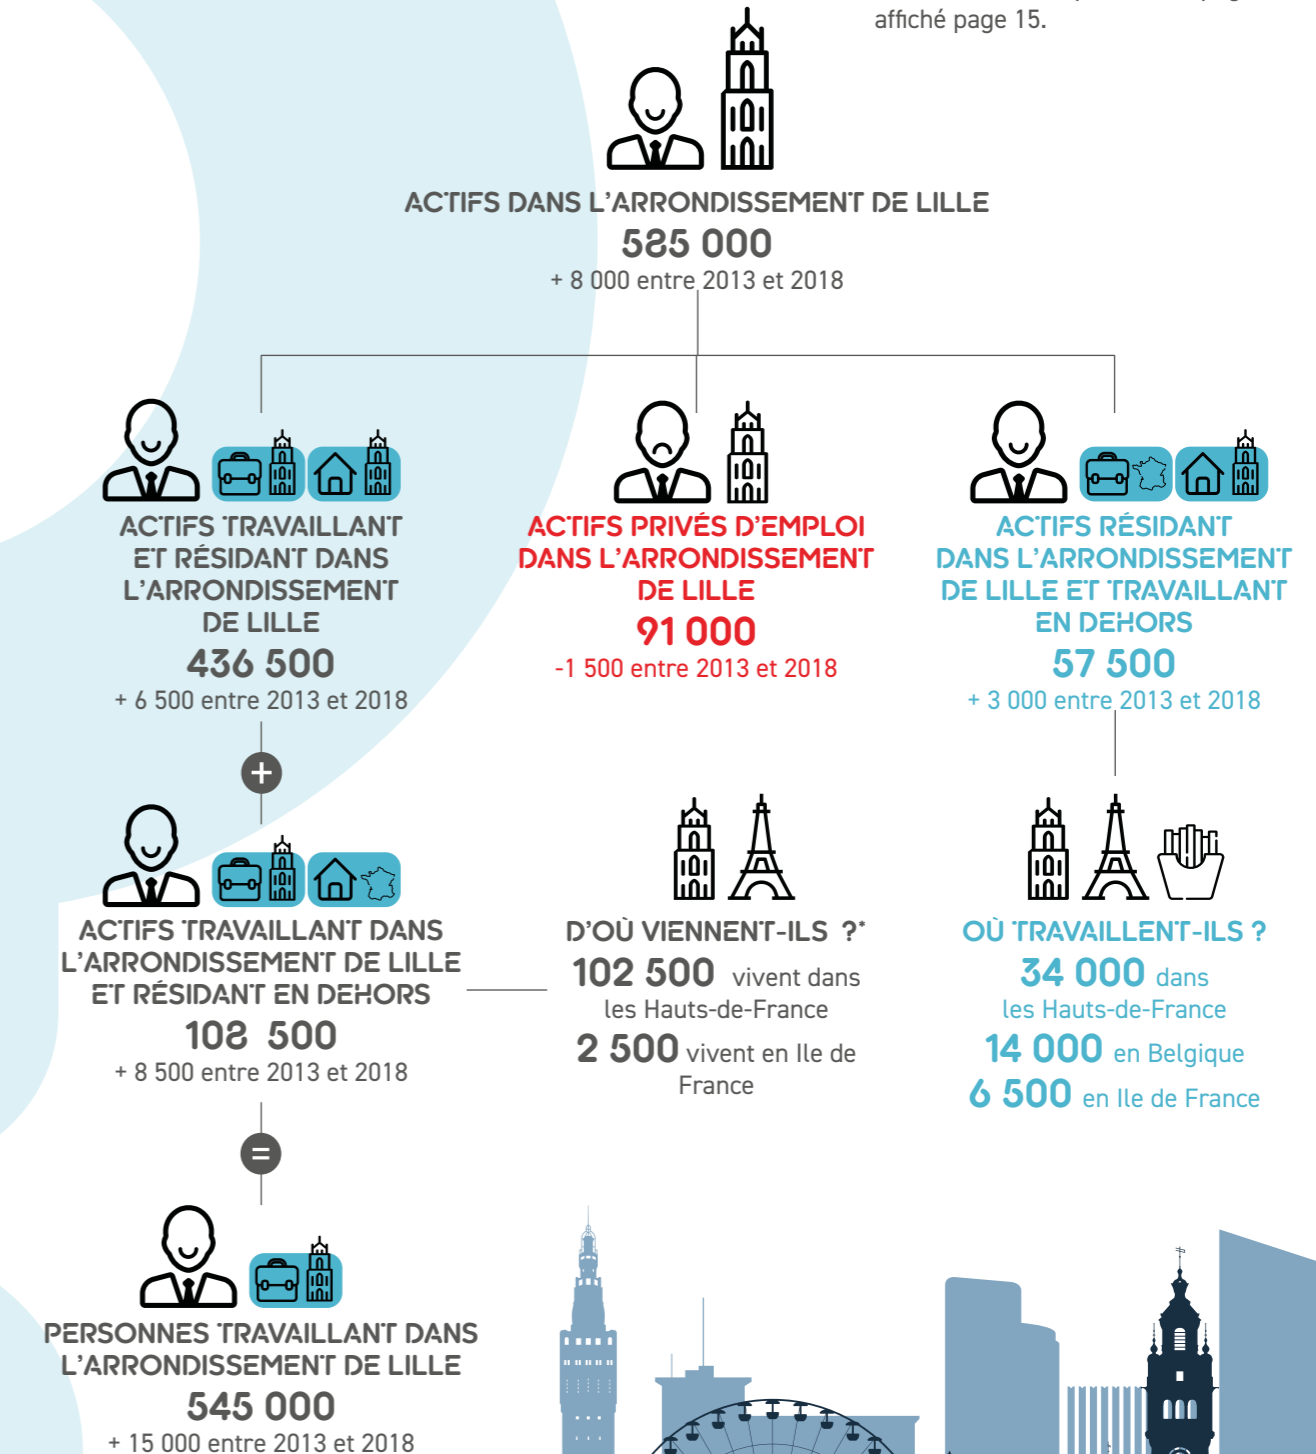 affiché page 15.
ACTIFS DANS L'ARRONDISSEMENT DE LILLE
585 000
+ 8 000 entre 2013 et 2018
ACTIFS TRAVAILLANT
ET RÉSIDANT DANS
L'ARRONDISSEMENT
DE LILLE
436 500
+ 6 500 entre 2013 et 2018
ACTIFS PRIVÉS D'EMPLOI
DANS L'ARRONDISSEMENT
DE LILLE
91 000
-1 500 entre 2013 et 2018
ACTIFS RÉSIDANT
DANS L'ARRONDISSEMENT
DE LILLE ET TRAVAILLANT
EN DEHORS
57 500
+ 3 000 entre 2013 et 2018
+
ACTIFS TRAVAILLANT DANS
L'ARRONDISSEMENT DE LILLE
ET RÉSIDANT EN DEHORS
108 500
+ 8 500 entre 2013 et 2018
D'OÙ VIENNENT-ILS ?*
102 500 vivent dans
les Hauts-de-France
2 500 vivent en Ile de
France
OÙ TRAVAILLENT-ILS ?
34 000 dans
les Hauts-de-France
14 000 en Belgique
6 500 en Ile de France
=
PERSONNES TRAVAILLANT DANS
L'ARRONDISSEMENT DE LILLE
545 000
+ 15 000 entre 2013 et 2018